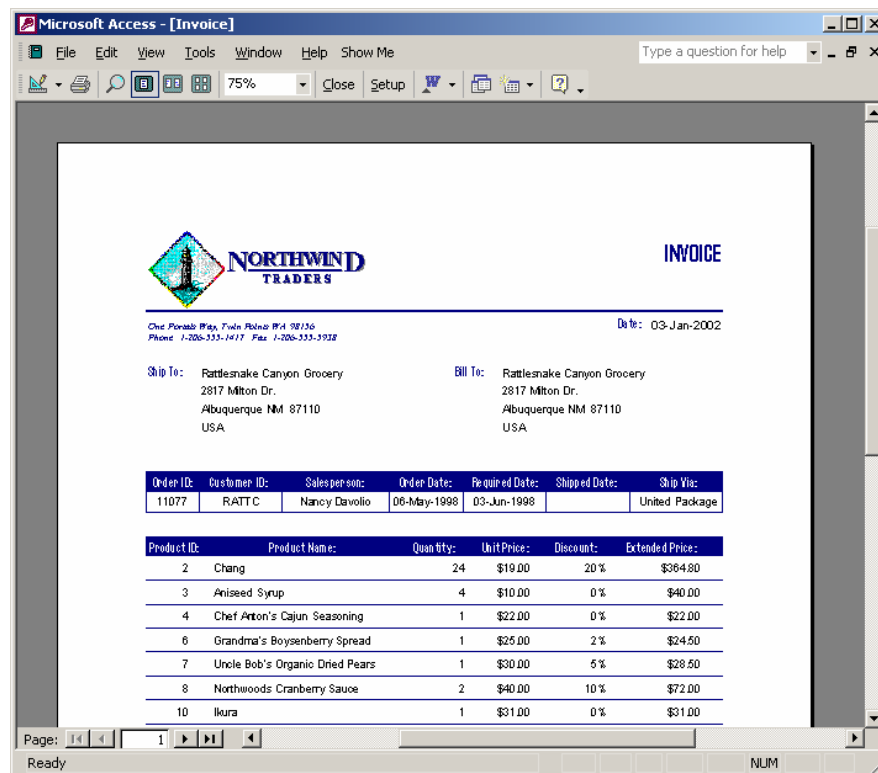 Microsoft Access - [Invoice]
File Edit View Tools Window Help Show Me Type a question for help
75% Close Setup
NORTHWIND
TRADERS
INVOICE
One Portals Way, Twin Points WA 98156
Date: 03-Jan-2002
Phone 1-206-555-1417 Fax 1-206-555-5938
Ship To: Rattlesnake Canyon Grocery Bill To: Rattlesnake Canyon Grocery
2817 Milton Dr. 2817 Milton Dr.
Albuquerque NM 87110 Albuquerque NM 87110
USA USA
Order ID: Customer ID: Salesperson: Order Date: Required Date: Shipped Date: Ship Via:
11077 RATTC Nancy Davolio 06-May-1998 03-Jun-1998 United Package
Product ID: Product Name: Quantity: Unit Price: Discount: Extended Price:
2 Chang 24 $19.00 20 % $364.80
3 Aniseed Syrup 4 $10.00 0 % $40.00
4 Chef Anton's Cajun Seasoning 1 $22.00 0 % $22.00
6 Grandma's Boysenberry Spread 1 $25.00 2 % $24.50
7 Uncle Bob's Organic Dried Pears 1 $30.00 5 % $28.50
8 Northwoods Cranberry Sauce 2 $40.00 10 % $72.00
10 Ikura 1 $31.00 0 % $31.00
Page: 1
Ready NUM